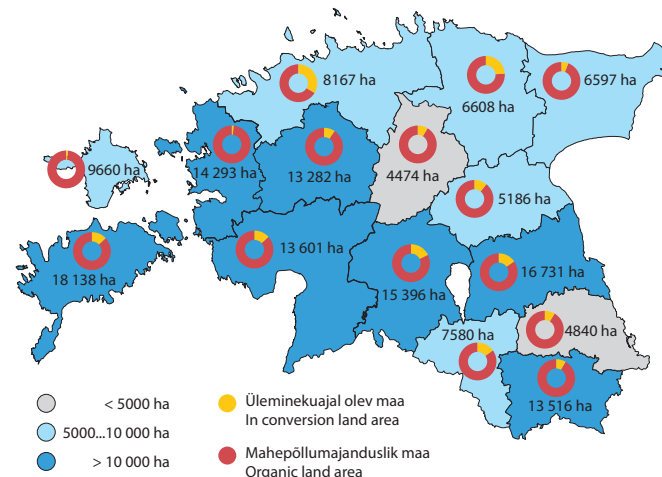 8167 ha
6608 ha
6597 ha
9660 ha
14 293 ha
13 282 ha
4474 ha
5186 ha
18 138 ha
13 601 ha
15 396 ha
16 731 ha
7580 ha
4840 ha
13 516 ha
< 5000 ha
5000...10 000 ha
> 10 000 ha
Üleminekuajal olev maa
In conversion land area
Mahepõllumajanduslik maa
Organic land area